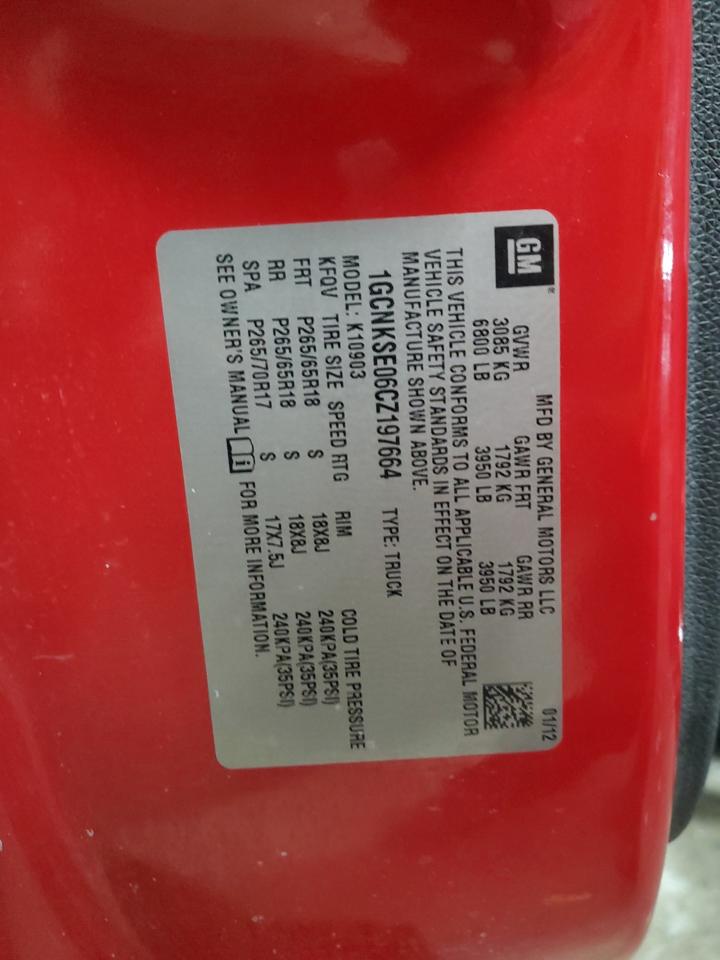 GM®
MFD BY GENERAL MOTORS LLC 01/12
GVWR GAWR FRT GAWR RR
3085 KG 1792 KG 1792 KG
6800 LB 3950 LB 3950 LB
THIS VEHICLE CONFORMS TO ALL APPLICABLE U.S. FEDERAL MOTOR
VEHICLE SAFETY STANDARDS IN EFFECT ON THE DATE OF
MANUFACTURE SHOWN ABOVE.
1GCNKSE06CZ197664 TYPE: TRUCK
MODEL: K10903
KFQV TIRE SIZE SPEED RTG RIM COLD TIRE PRESSURE
FRT P265/65R18 S 18X8J 240KPA(35PSI)
RR P265/65R18 S 18X8J 240KPA(35PSI)
SPA P265/70R17 S 17X7.5J 240KPA(35PSI)
SEE OWNER'S MANUAL FOR MORE INFORMATION.